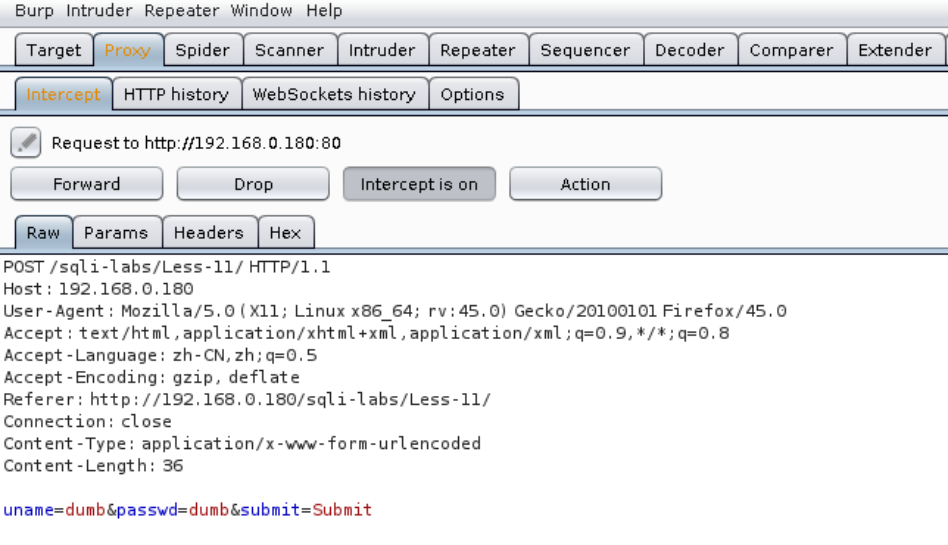 Burp Intruder Repeater Window Help
Target Proxy Spider Scanner Intruder Repeater Sequencer Decoder Comparer Extender
Intercept HTTP history WebSockets history Options
Request to http://192.168.0.180:80
Forward Drop Intercept is on Action
Raw Params Headers Hex
POST /sqli-labs/Less-11/ HTTP/1.1
Host: 192.168.0.180
User-Agent: Mozilla/5.0 (X11; Linux x86_64; rv:45.0) Gecko/20100101 Firefox/45.0
Accept: text/html,application/xhtml+xml,application/xml;q=0.9,*/*;q=0.8
Accept-Language: zh-CN,zh;q=0.5
Accept-Encoding: gzip, deflate
Referer: http://192.168.0.180/sqli-labs/Less-11/
Connection: close
Content-Type: application/x-www-form-urlencoded
Content-Length: 36
uname=dumb&passwd=dumb&submit=Submit